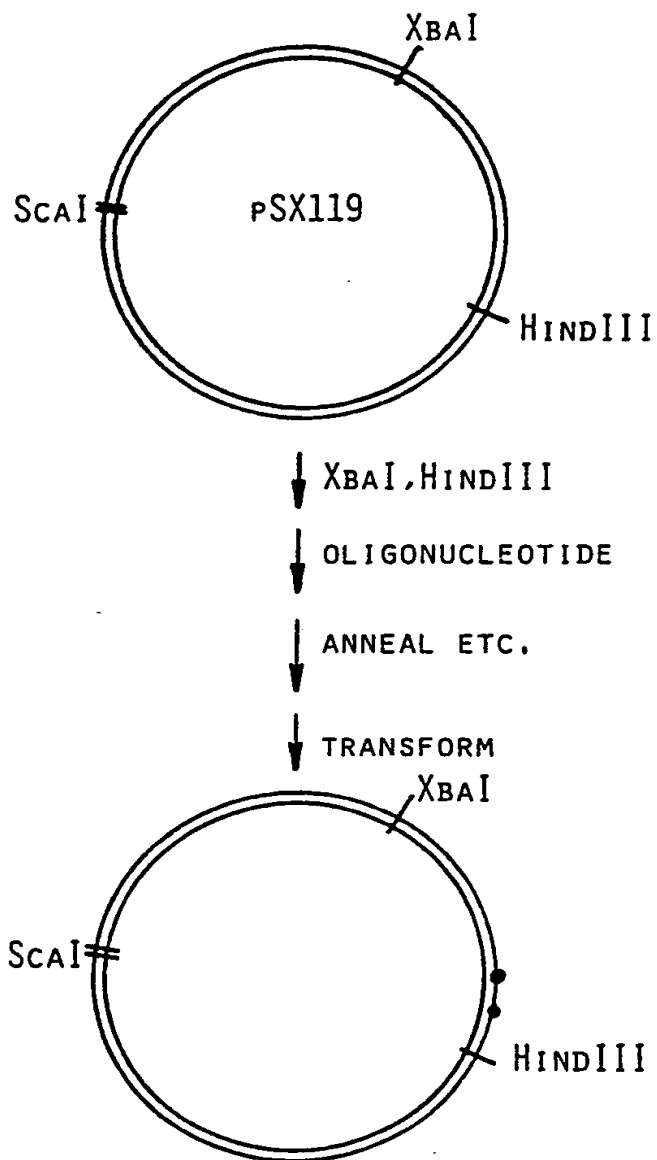 XBAI
SCAI
PSX119
HINDIII
XBAI,HINDIII
OLIGONUCLEOTIDE
ANNEAL ETC.
TRANSFORM
XBAI
SCAI
HINDIII